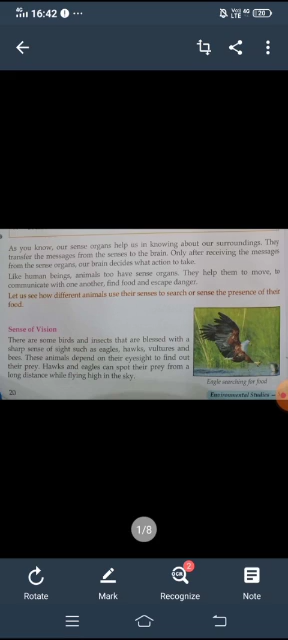 4G 16:42
VoLTE 4G 20
As you know, our sense organs help us in knowing about our surroundings. They
transfer the messages from the senses to the brain. Only after receiving the messages
from the sense organs, our brain decides what action to take.
Like human beings, animals too have sense organs. They help them to move, to
communicate with one another, find food and escape danger.
Let us see how different animals use their senses to search or sense the presence of their
food.
Sense of Vision
There are some birds and insects that are blessed with a
sharp sense of sight such as eagles, hawks, vultures and
bees. These animals depend on their eyesight to find out
their prey. Hawks and eagles can spot their prey from a
long distance while flying high in the sky.
Eagle searching for food
20
Environmental Studies –
1/8
OCR 2
Rotate Mark Recognize Note